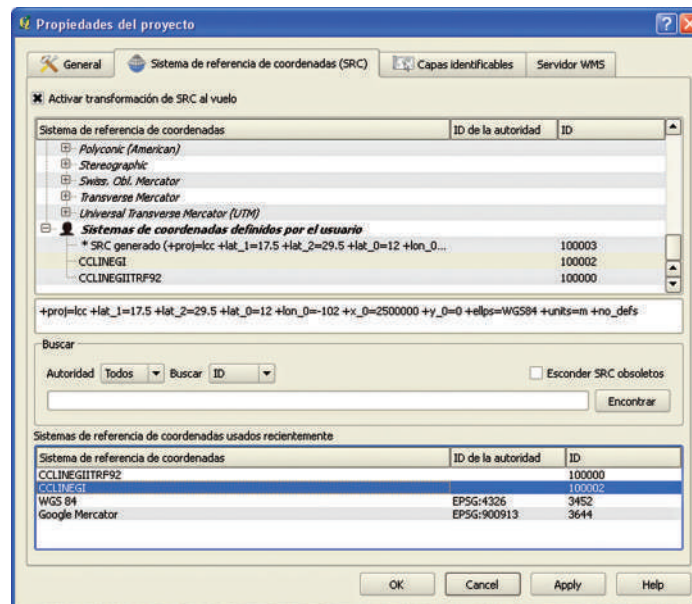 Propiedades del proyecto
General
Sistema de referencia de coordenadas (SRC)
Capas identificables
Servidor WMS
Activar transformación de SRC al vuelo
Sistema de referencia de coordenadas ID de la autoridad ID
Polyconic (American)
Stereographic
Swiss. Obl. Mercator
Transverse Mercator
Universal Transverse Mercator (UTM)
Sistemas de coordenadas definidos por el usuario
* SRC generado (+proj=lcc +lat_1=17.5 +lat_2=29.5 +lat_0=12 +lon_0... 100003
CCLINEGI 100002
CCLINEGIITRF92 100000
+proj=lcc +lat_1=17.5 +lat_2=29.5 +lat_0=12 +lon_0=-102 +x_0=2500000 +y_0=0 +ellps=WGS84 +units=m +no_defs
Buscar
Autoridad Todos Buscar ID Esconder SRC obsoletos
Encontrar
Sistemas de referencia de coordenadas usados recientemente
Sistema de referencia de coordenadas ID de la autoridad ID
CCLINEGIITRF92 100000
CCLINEGI 100002
WGS 84 EPSG:4326 3452
Google Mercator EPSG:900913 3644
OK Cancel Apply Help